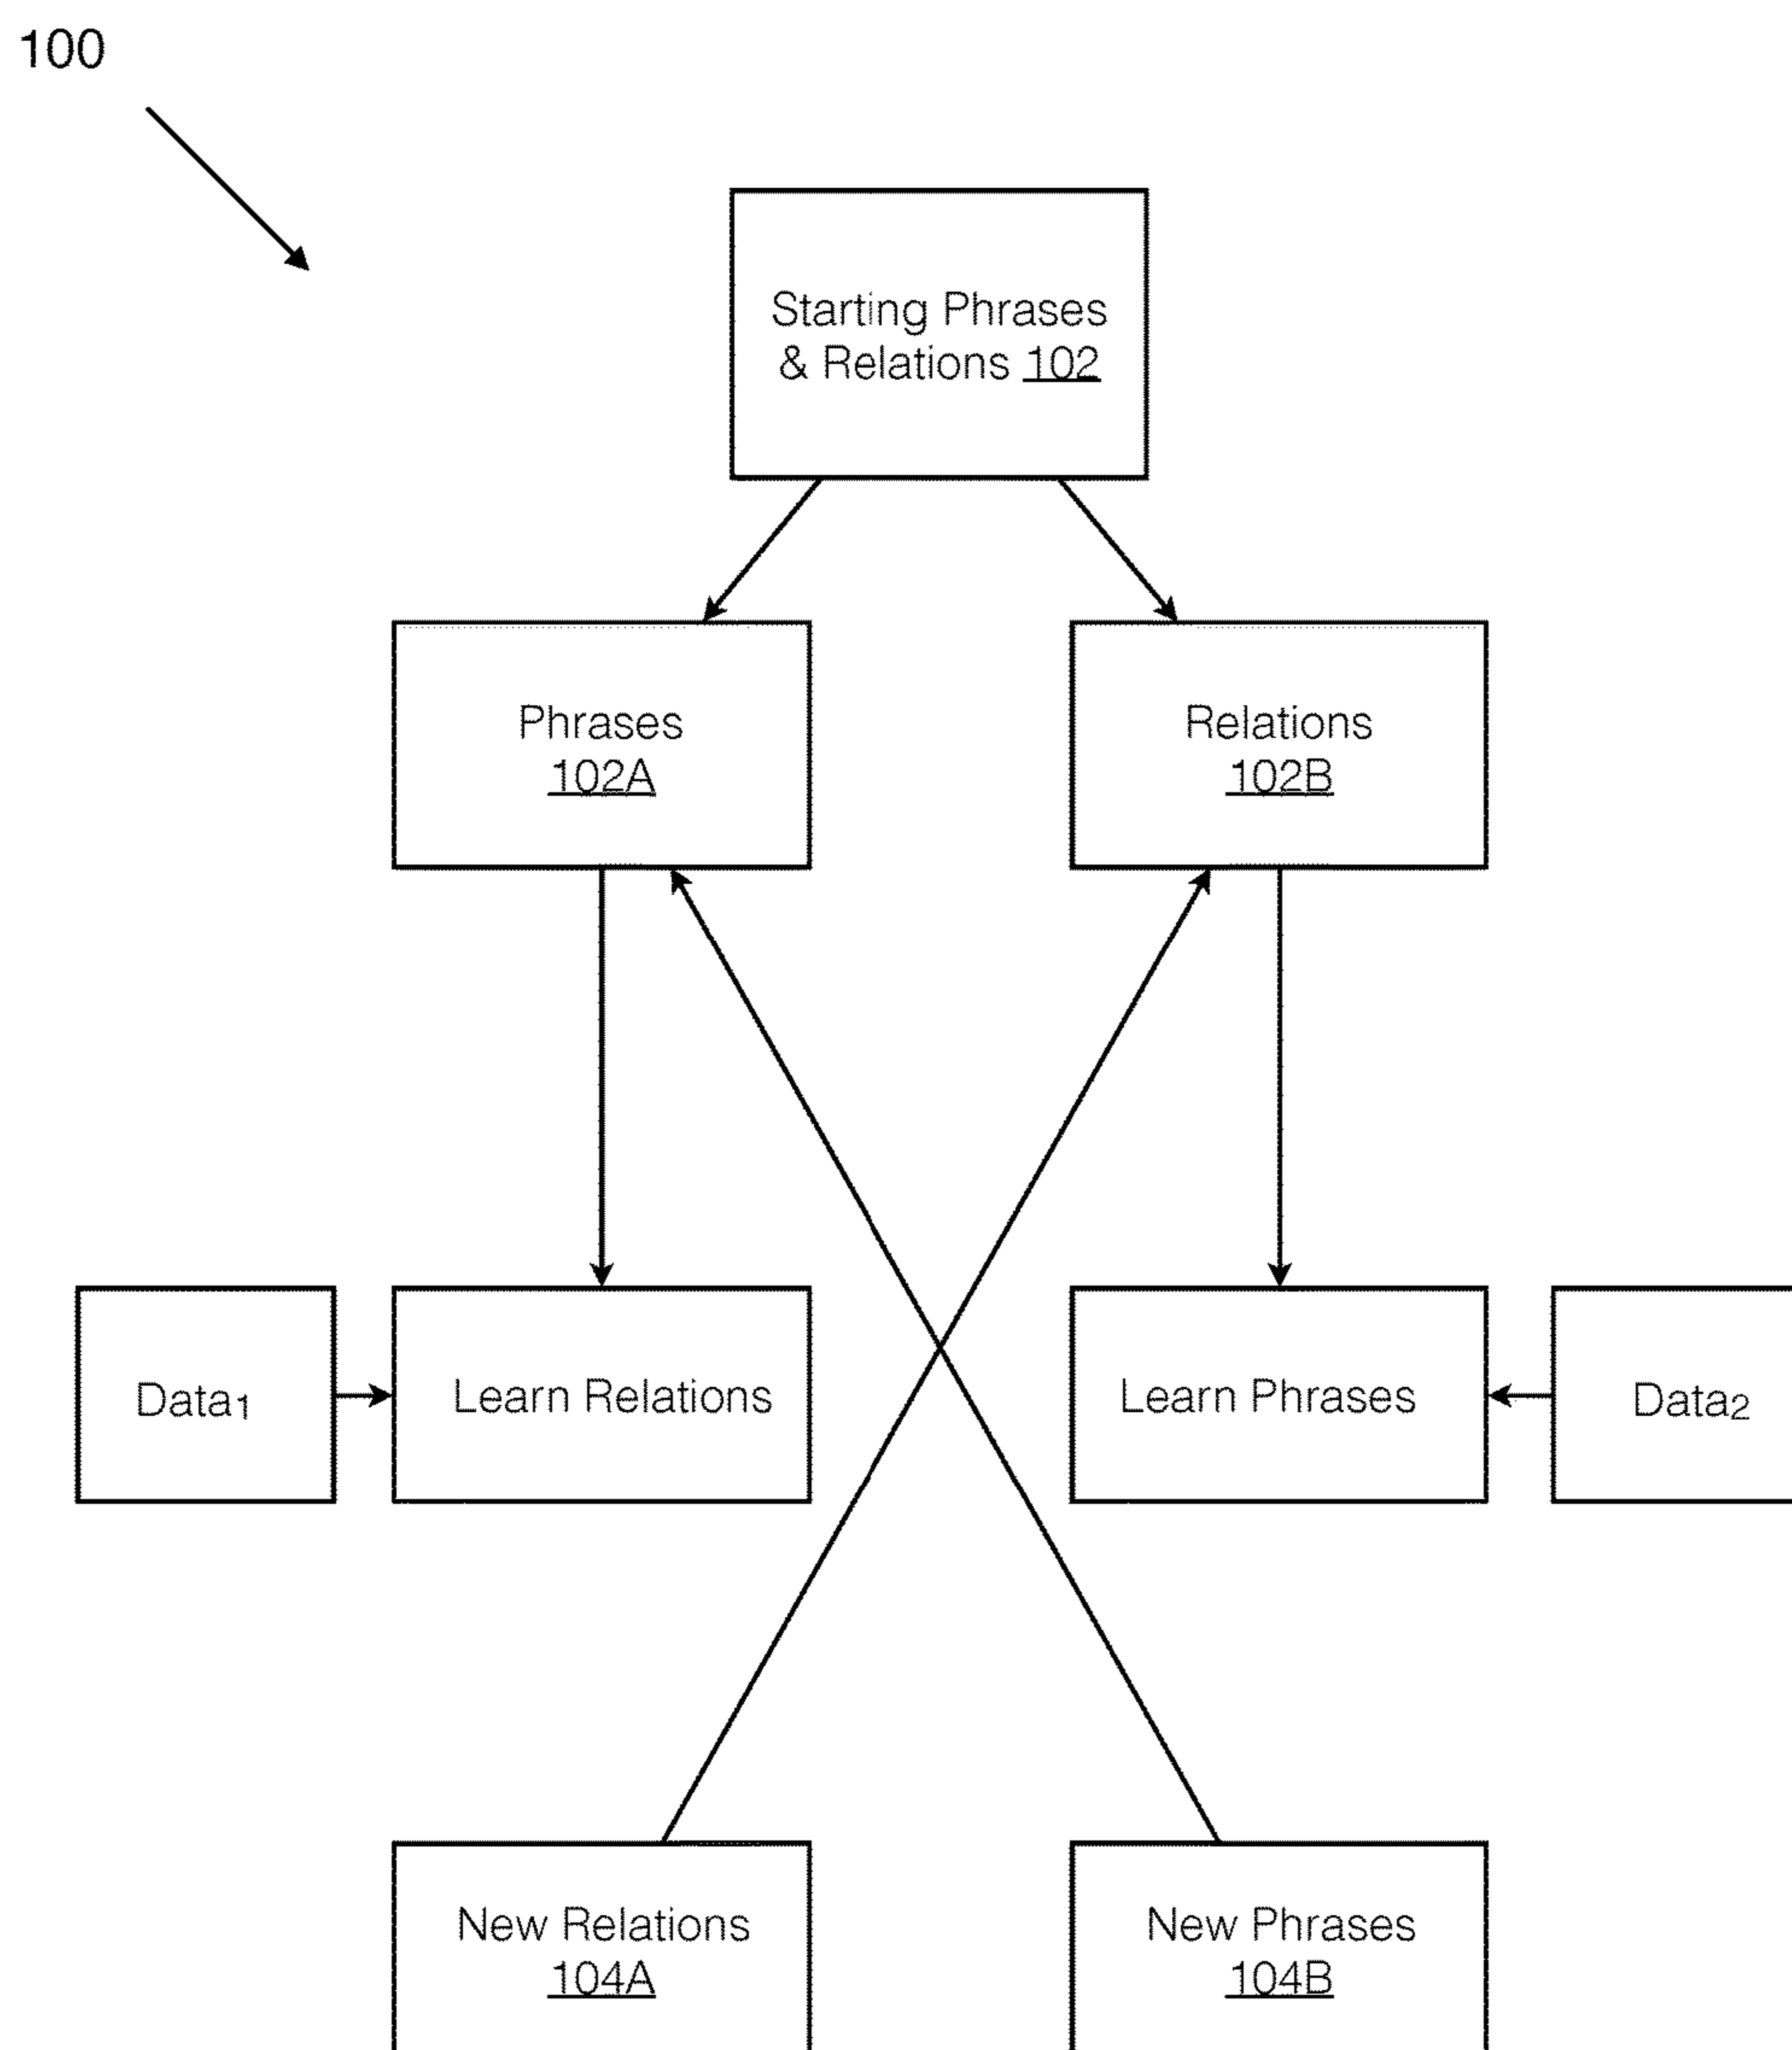 100
Starting Phrases
& Relations 102
Phrases
102A
Relations
102B
Data₁
Learn Relations
Learn Phrases
Data₂
New Relations
104A
New Phrases
104B